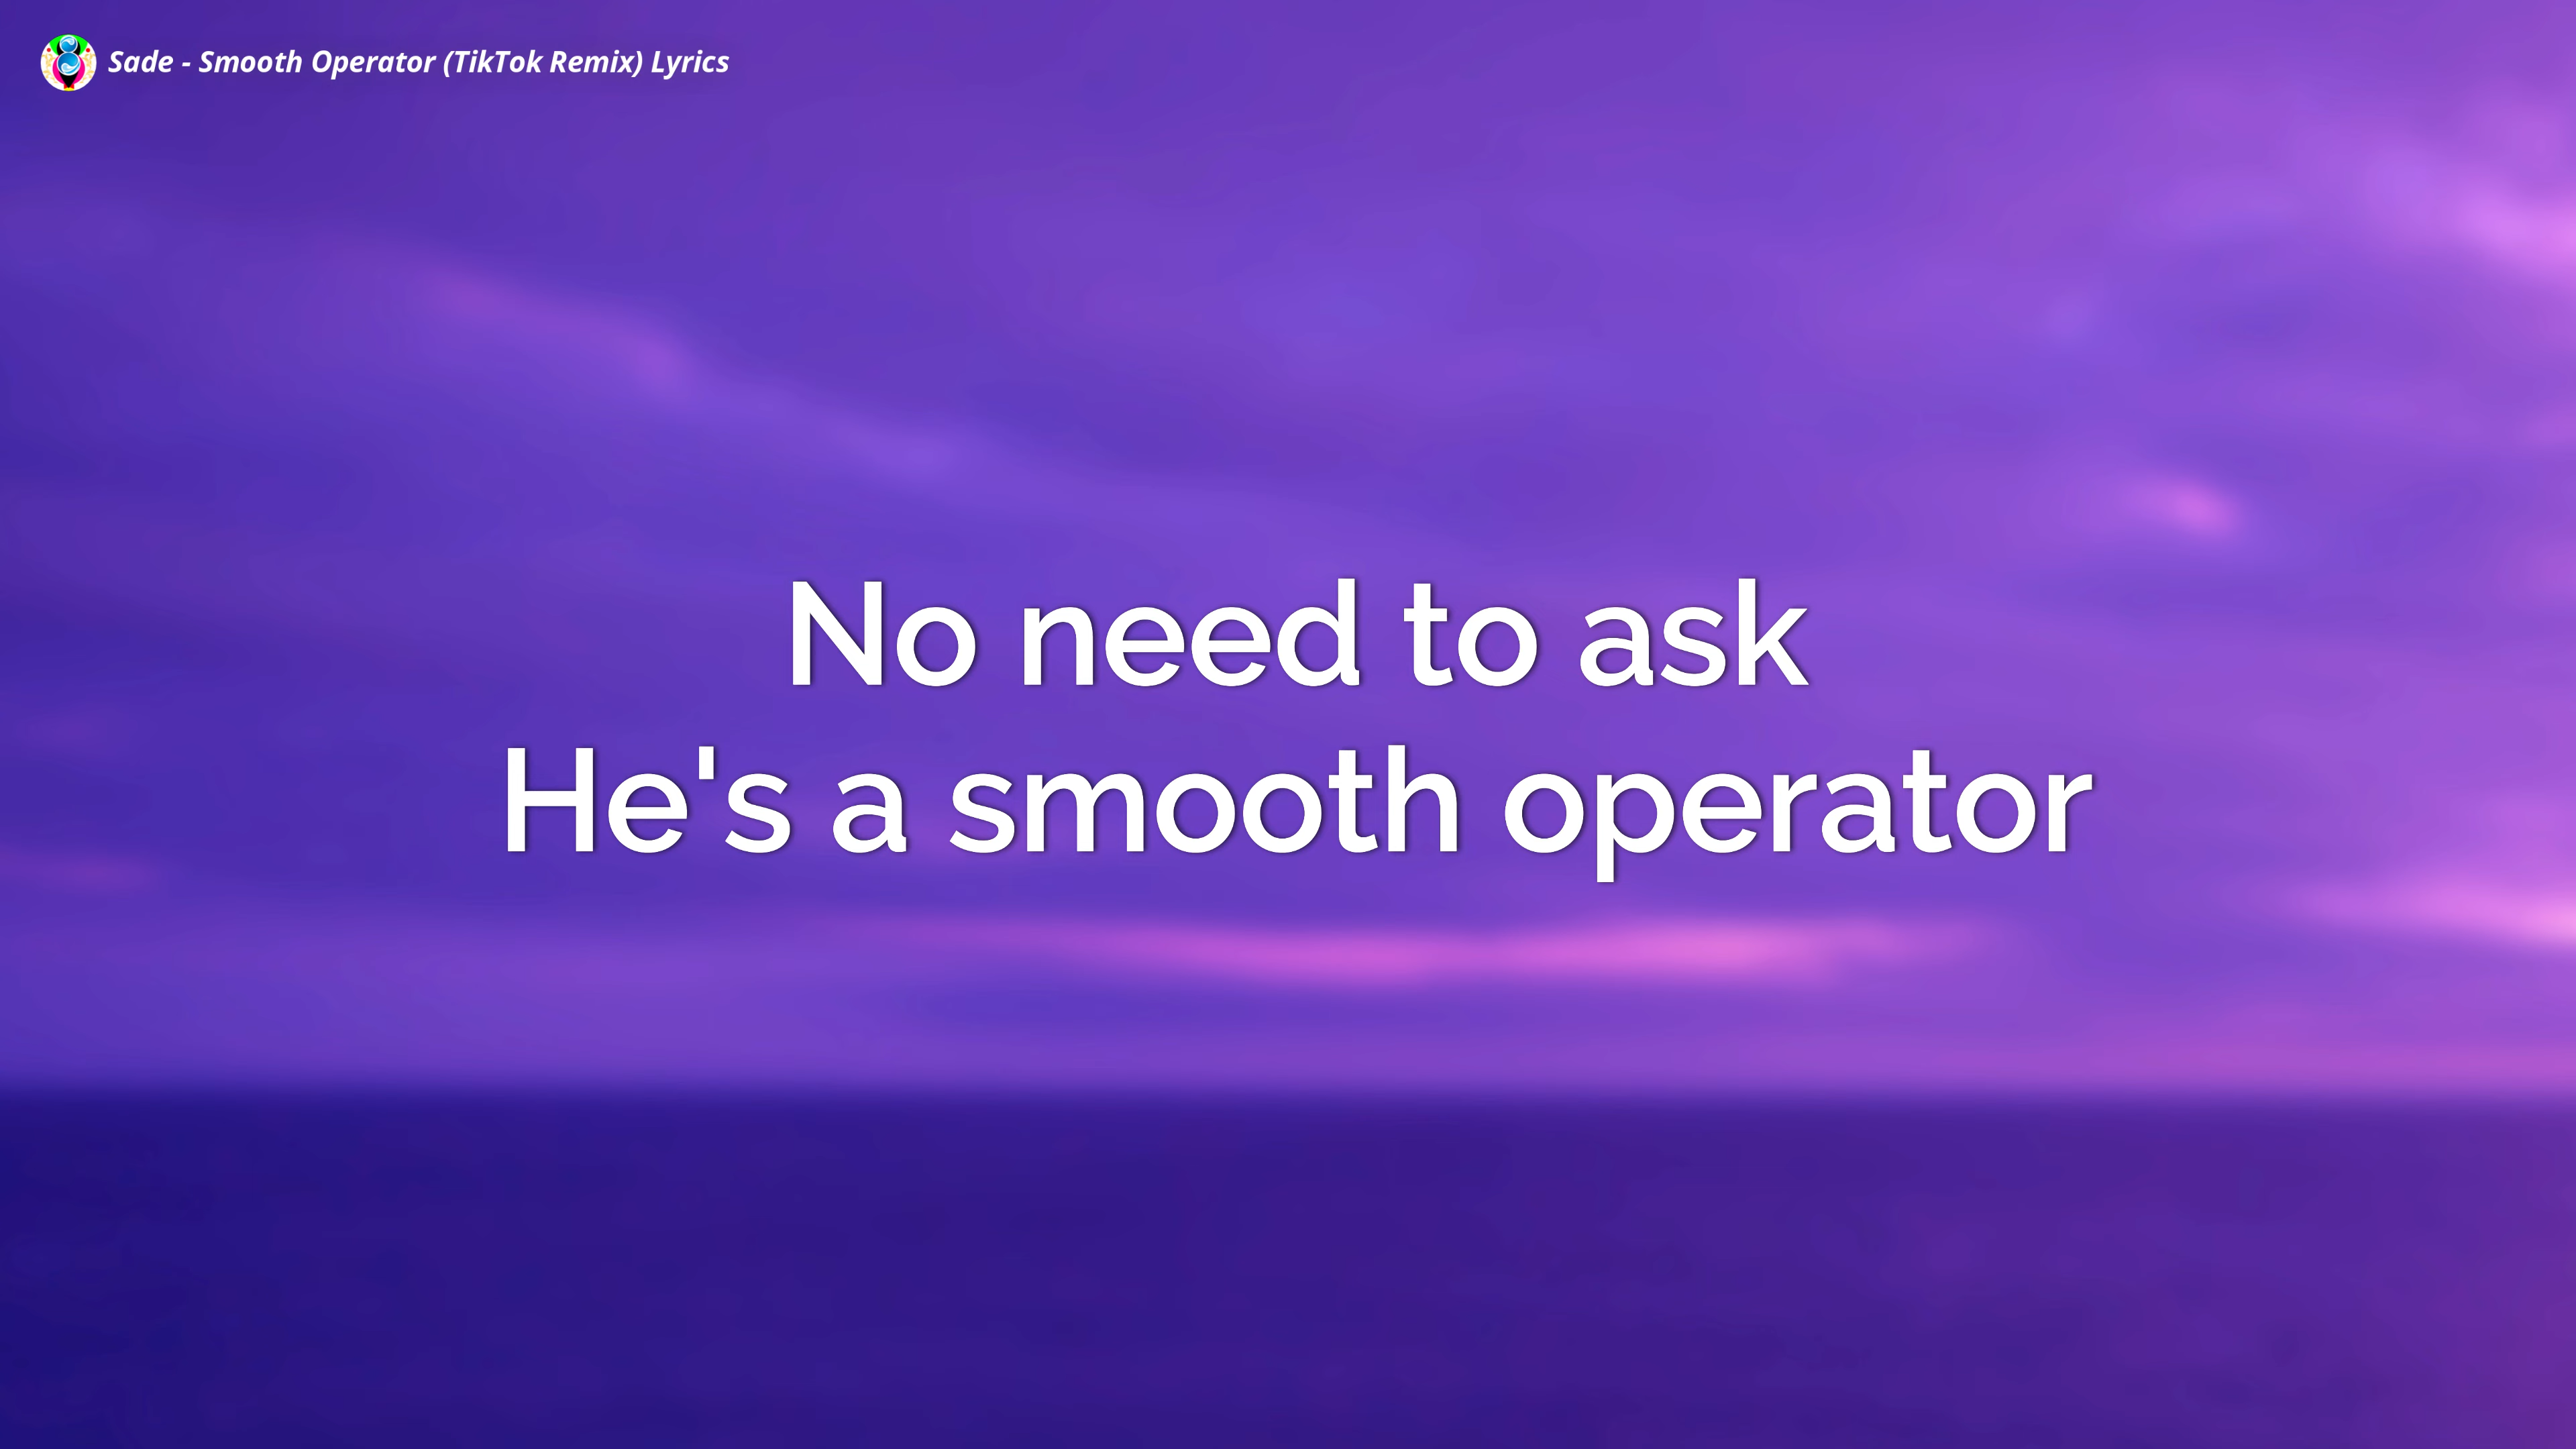 Sade - Smooth Operator (TikTok Remix) Lyrics
No need to ask
He's a smooth operator